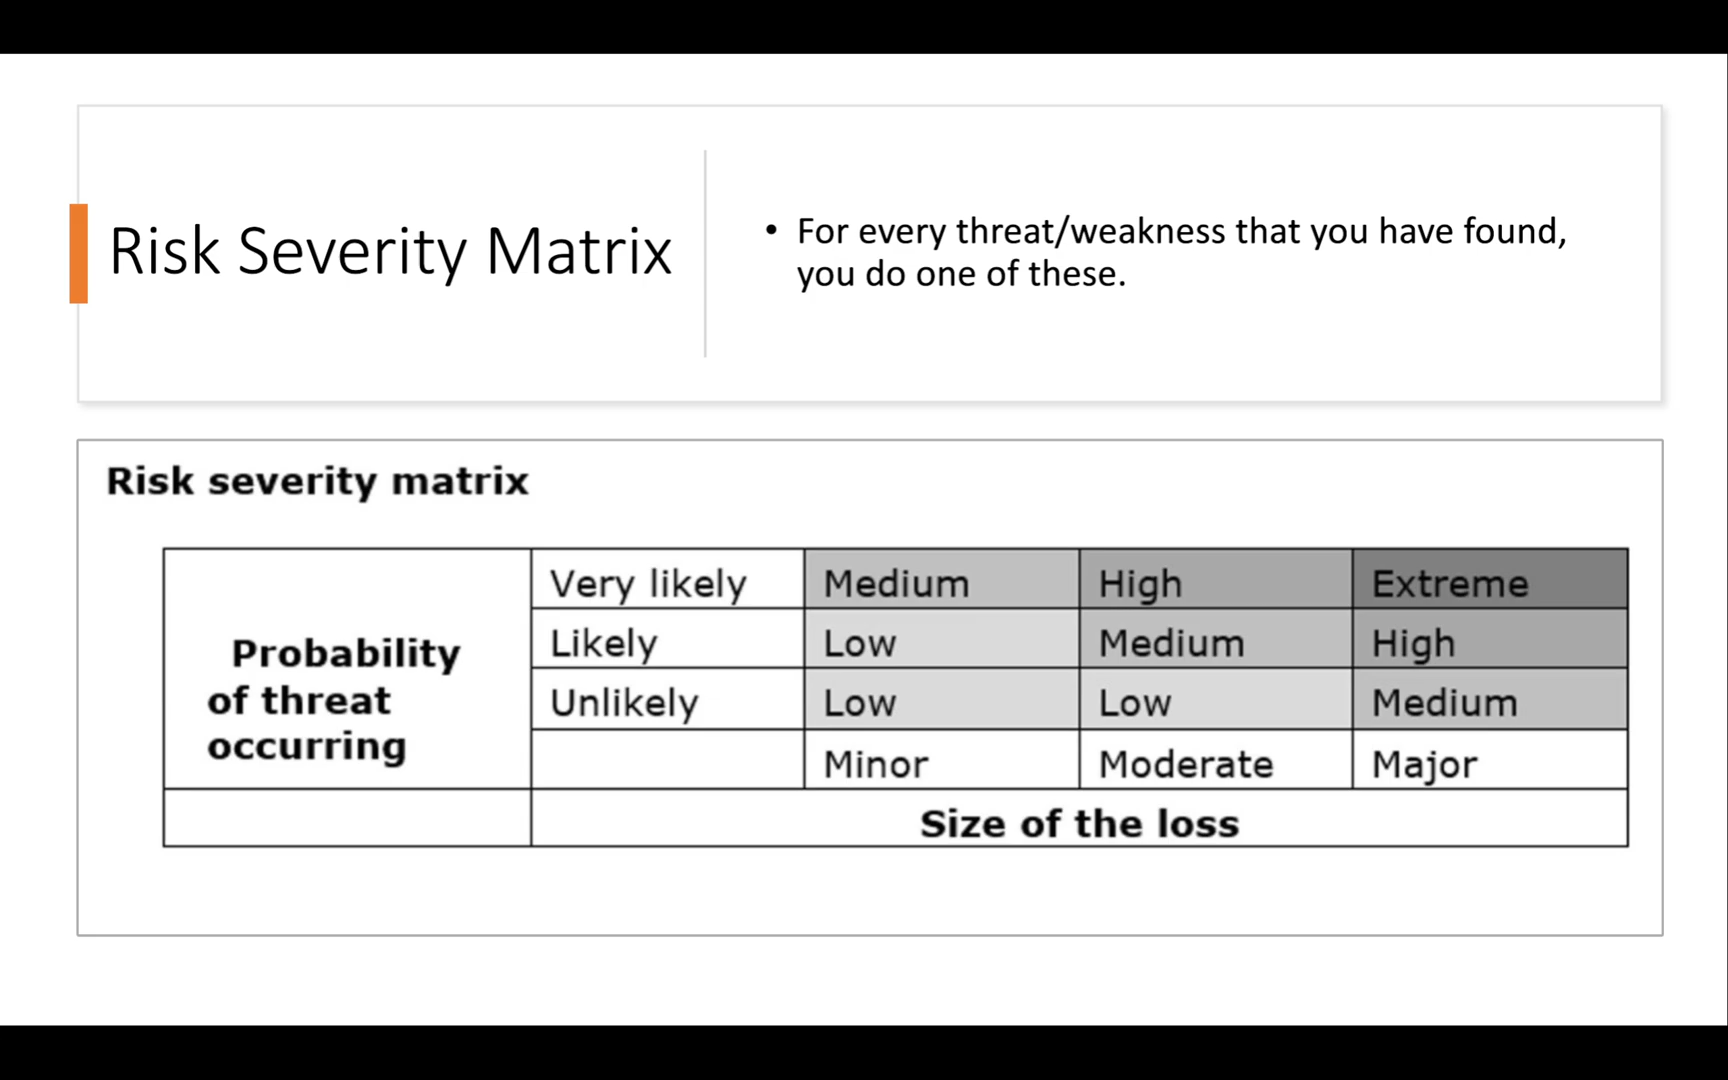 Risk Severity Matrix
• For every threat/weakness that you have found,
you do one of these.
Risk severity matrix
Probability
of threat
occurring
Very likely Medium High Extreme
Likely Low Medium High
Unlikely Low Low Medium
Minor Moderate Major
Size of the loss